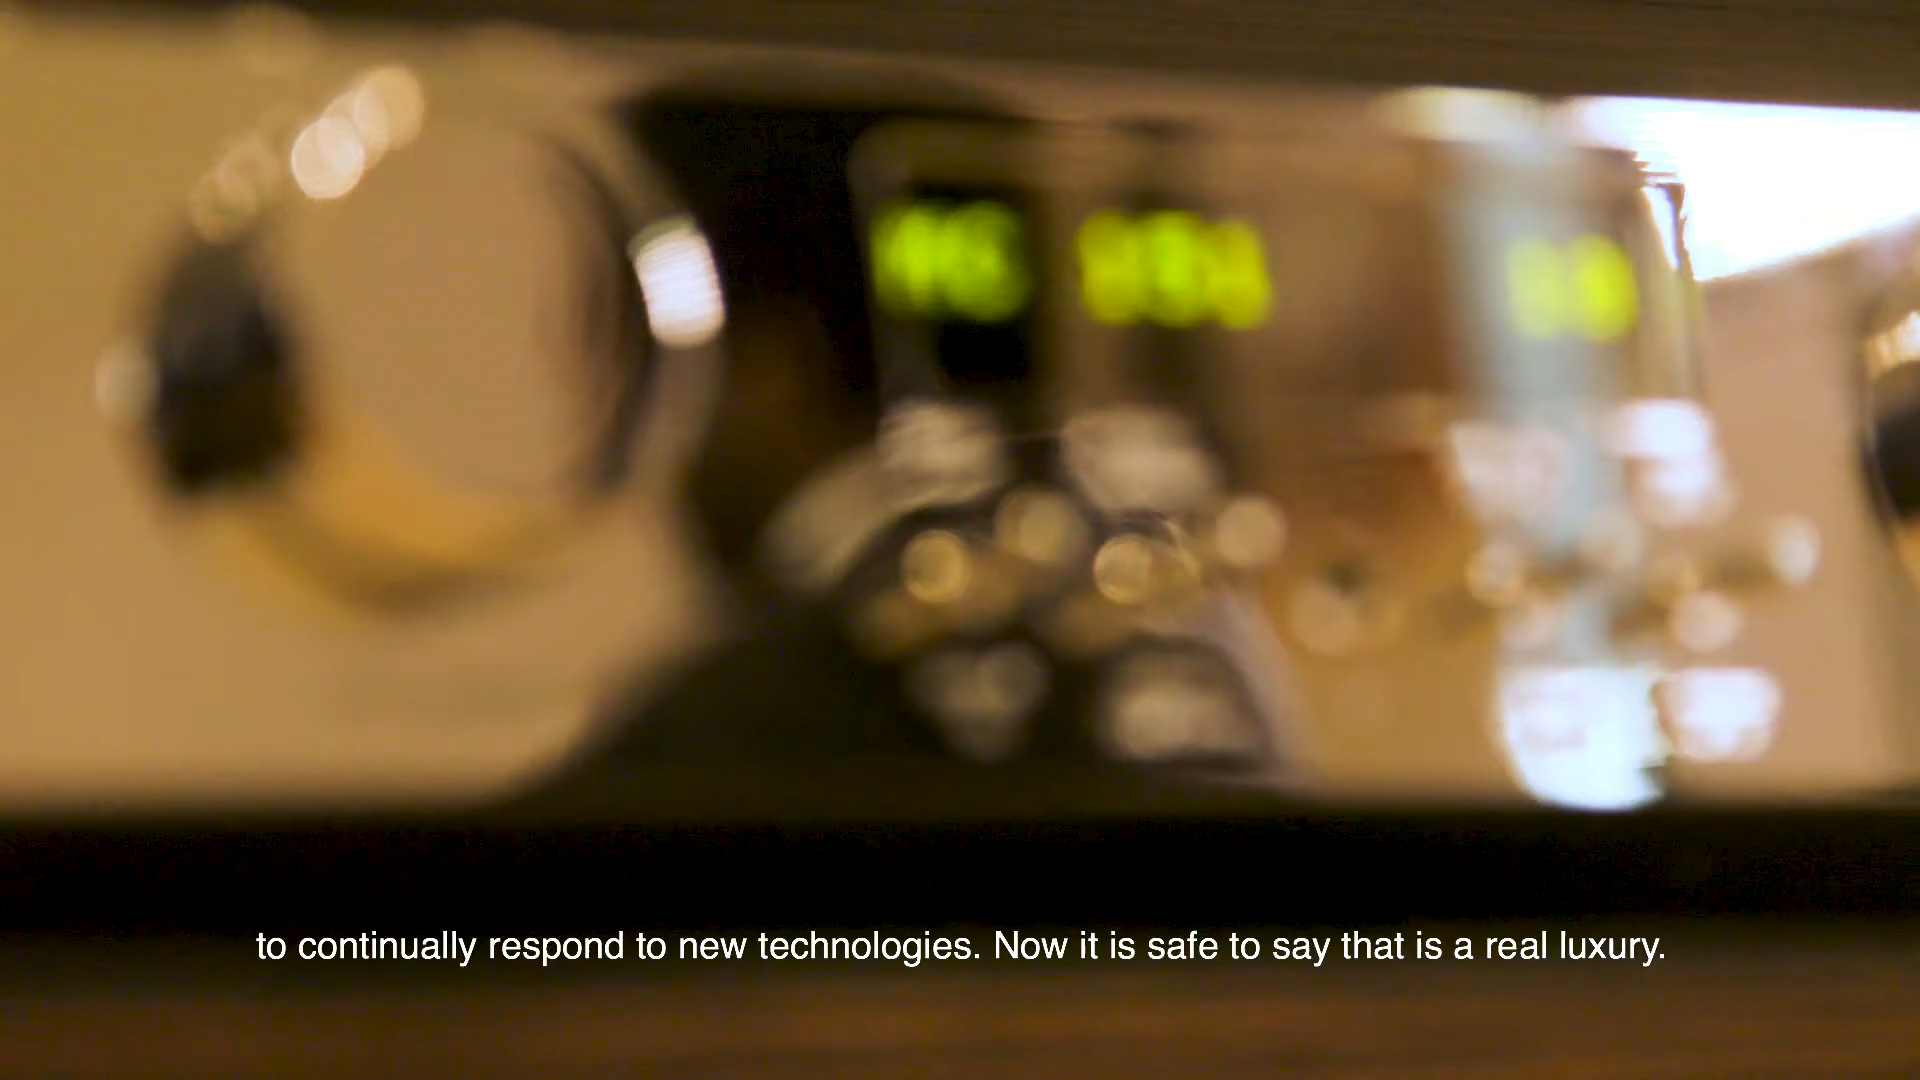 to continually respond to new technologies. Now it is safe to say that is a real luxury.